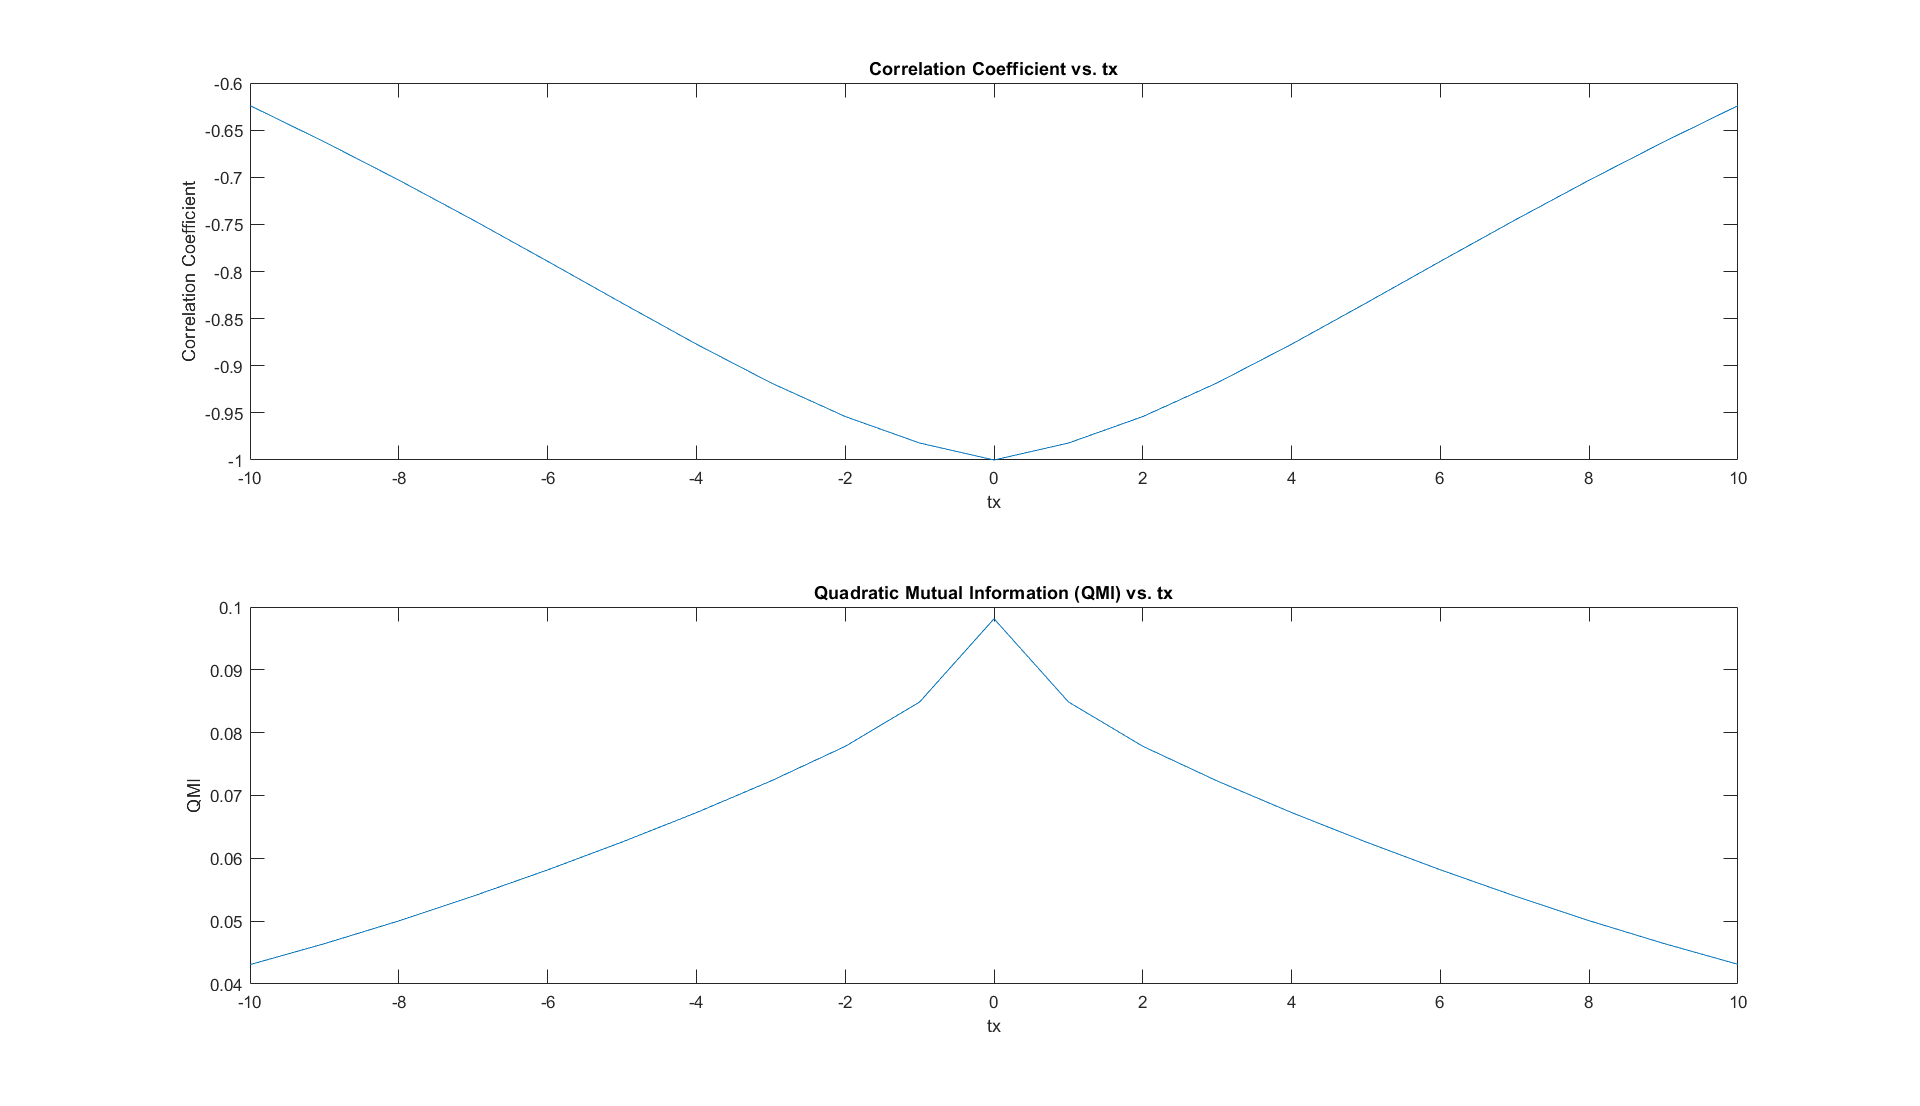 Correlation Coefficient vs. tx
-0.6
-0.65
-0.7
-0.75
-0.8
-0.85
-0.9
-0.95
-1
Correlation Coefficient
-10 -8 -6 -4 -2 0 2 4 6 8 10
tx
Quadratic Mutual Information (QMI) vs. tx
0.1
0.09
0.08
0.07
0.06
0.05
0.04
QMI
-10 -8 -6 -4 -2 0 2 4 6 8 10
tx